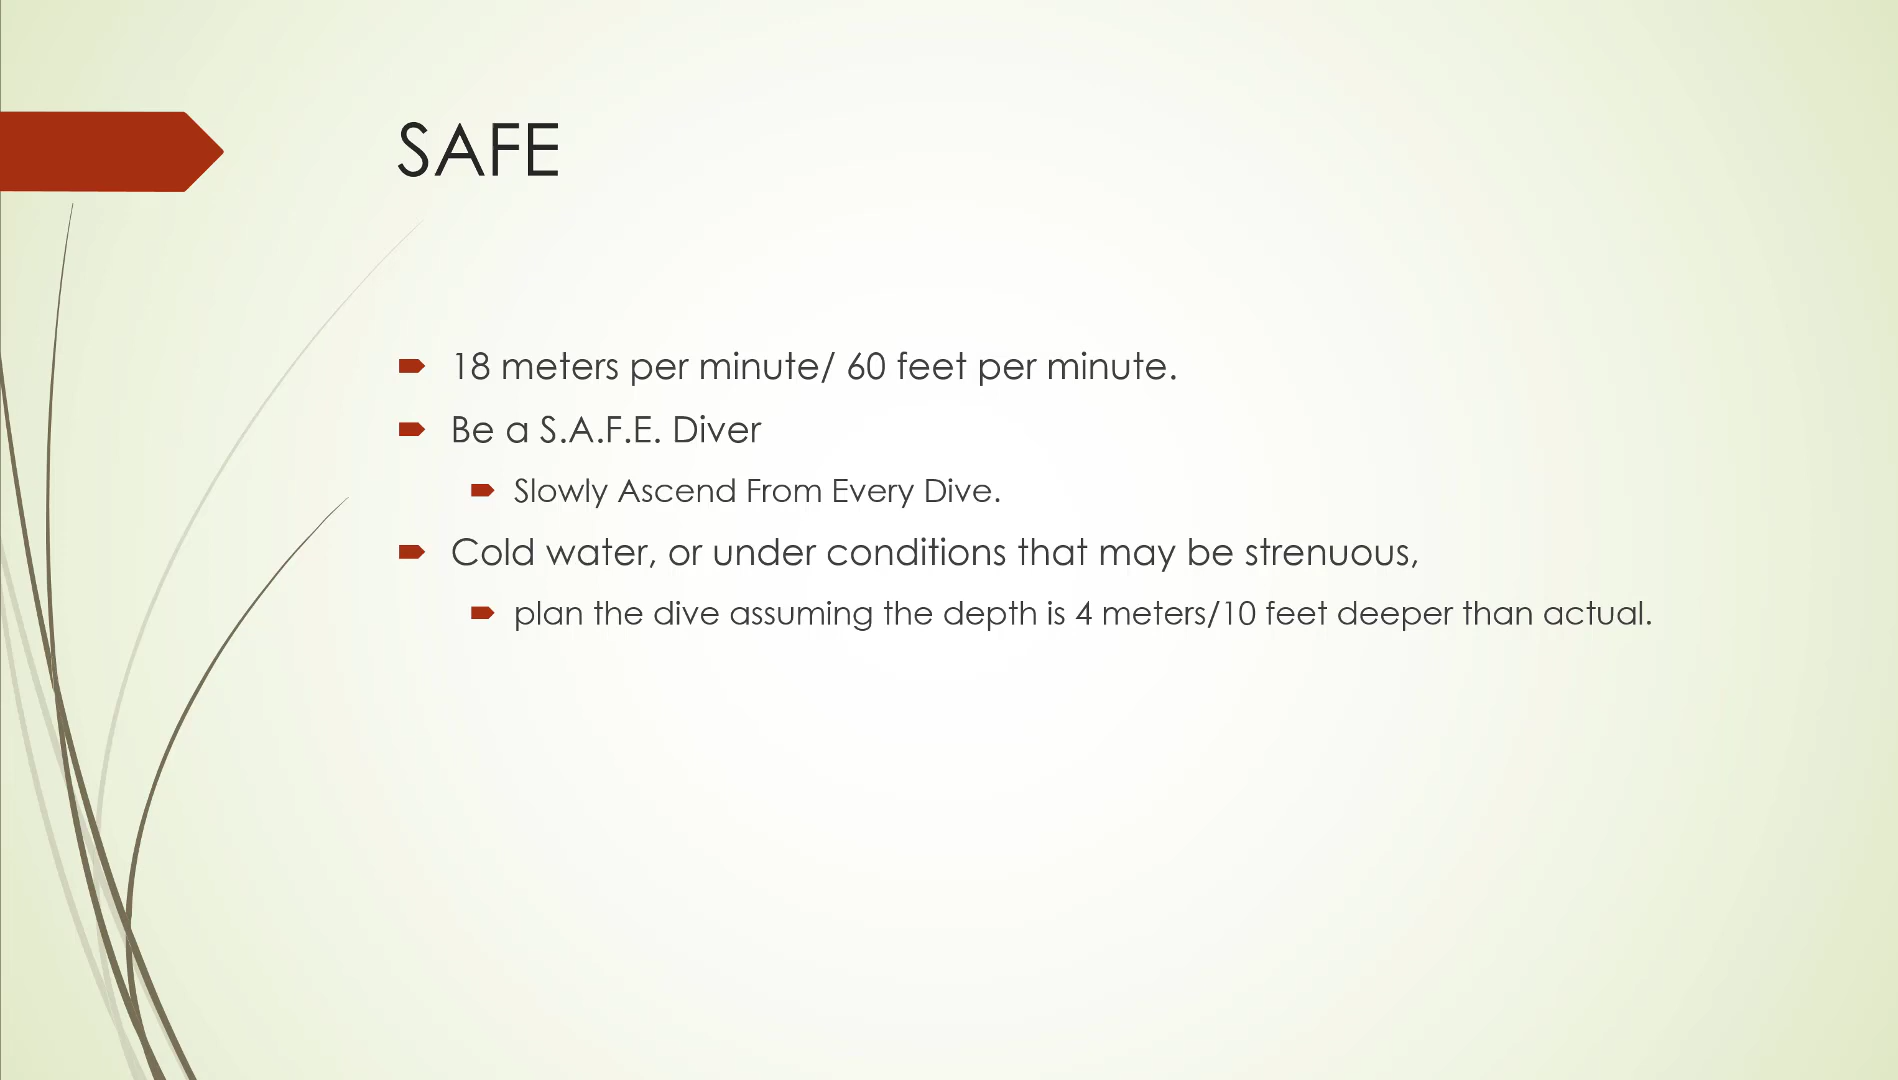 SAFE
18 meters per minute/ 60 feet per minute.
Be a S.A.F.E. Diver
Slowly Ascend From Every Dive.
Cold water, or under conditions that may be strenuous,
plan the dive assuming the depth is 4 meters/10 feet deeper than actual.